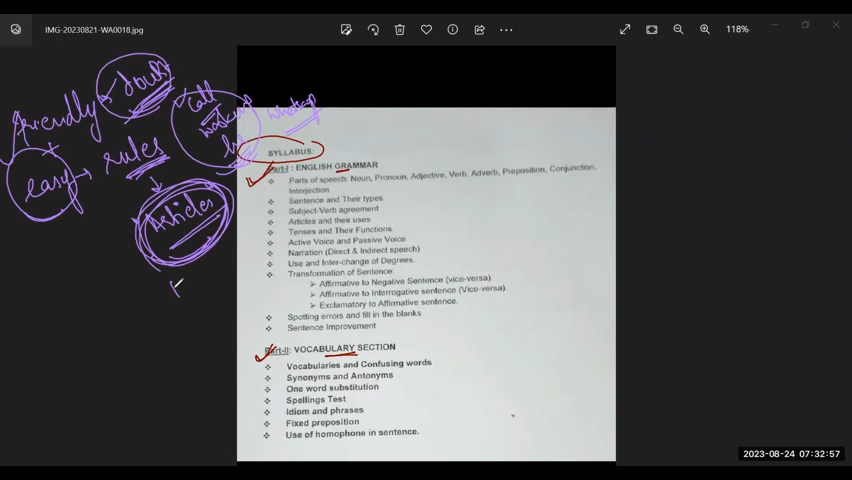 IMG-20230821-WA0018.jpg
118%
friendly
call
whatsapp
+
easy → rules
Articles
SYLLABUS:
Part-I : ENGLISH GRAMMAR
❖ Parts of speech: Noun, Pronoun, Adjective, Verb, Adverb, Preposition, Conjunction,
Interjection
❖ Sentence and Their types
❖ Subject-Verb agreement
❖ Articles and their uses
❖ Tenses and Their Functions.
❖ Active Voice and Passive Voice
❖ Narration (Direct & Indirect speech)
❖ Use and Inter-change of Degrees.
❖ Transformation of Sentence:
➢ Affirmative to Negative Sentence (vice-versa).
➢ Affirmative to Interrogative sentence (Vice-versa).
➢ Exclamatory to Affirmative sentence.
❖ Spotting errors and fill in the blanks
❖ Sentence Improvement
Part-II: VOCABULARY SECTION
❖ Vocabularies and Confusing words
❖ Synonyms and Antonyms
❖ One word substitution
❖ Spellings Test
❖ Idiom and phrases
❖ Fixed preposition
❖ Use of homophone in sentence.
2023-08-24 07:32:57